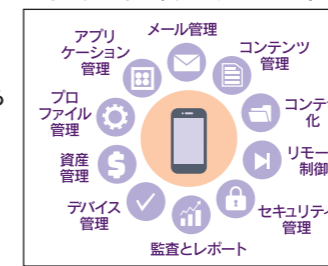 メール管理
アプリ
ケーション
管理
コンテンツ
管理
プロ
ファイル
管理
コンテ
化
資産
管理
リモー
制御
デバイス
管理
セキュリティ
管理
監査とレポート